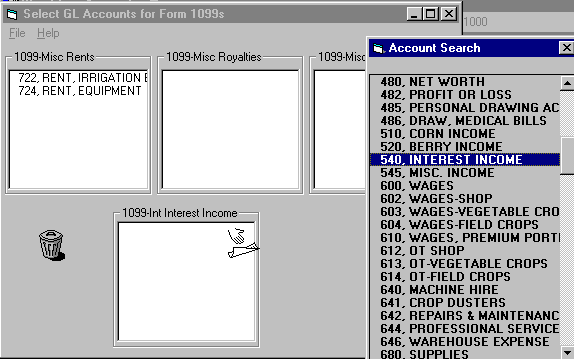 Select GL Accounts for Form 1099s
File Help
1099-Misc Rents
722, RENT, IRRIGATION E
724, RENT, EQUIPMENT
1099-Misc Royalties
1099-Mis
1099-Int Interest Income
1000
Account Search
480, NET WORTH
482, PROFIT OR LOSS
485, PERSONAL DRAWING AC
486, DRAW, MEDICAL BILLS
510, CORN INCOME
520, BERRY INCOME
540, INTEREST INCOME
545, MISC. INCOME
600, WAGES
602, WAGES-SHOP
603, WAGES-VEGETABLE CRO
604, WAGES-FIELD CROPS
610, WAGES, PREMIUM PORTI
612, OT SHOP
613, OT-VEGETABLE CROPS
614, OT-FIELD CROPS
640, MACHINE HIRE
641, CROP DUSTERS
642, REPAIRS & MAINTENANC
644, PROFESSIONAL SERVICE
646, WAREHOUSE EXPENSE
680, SUPPLIES